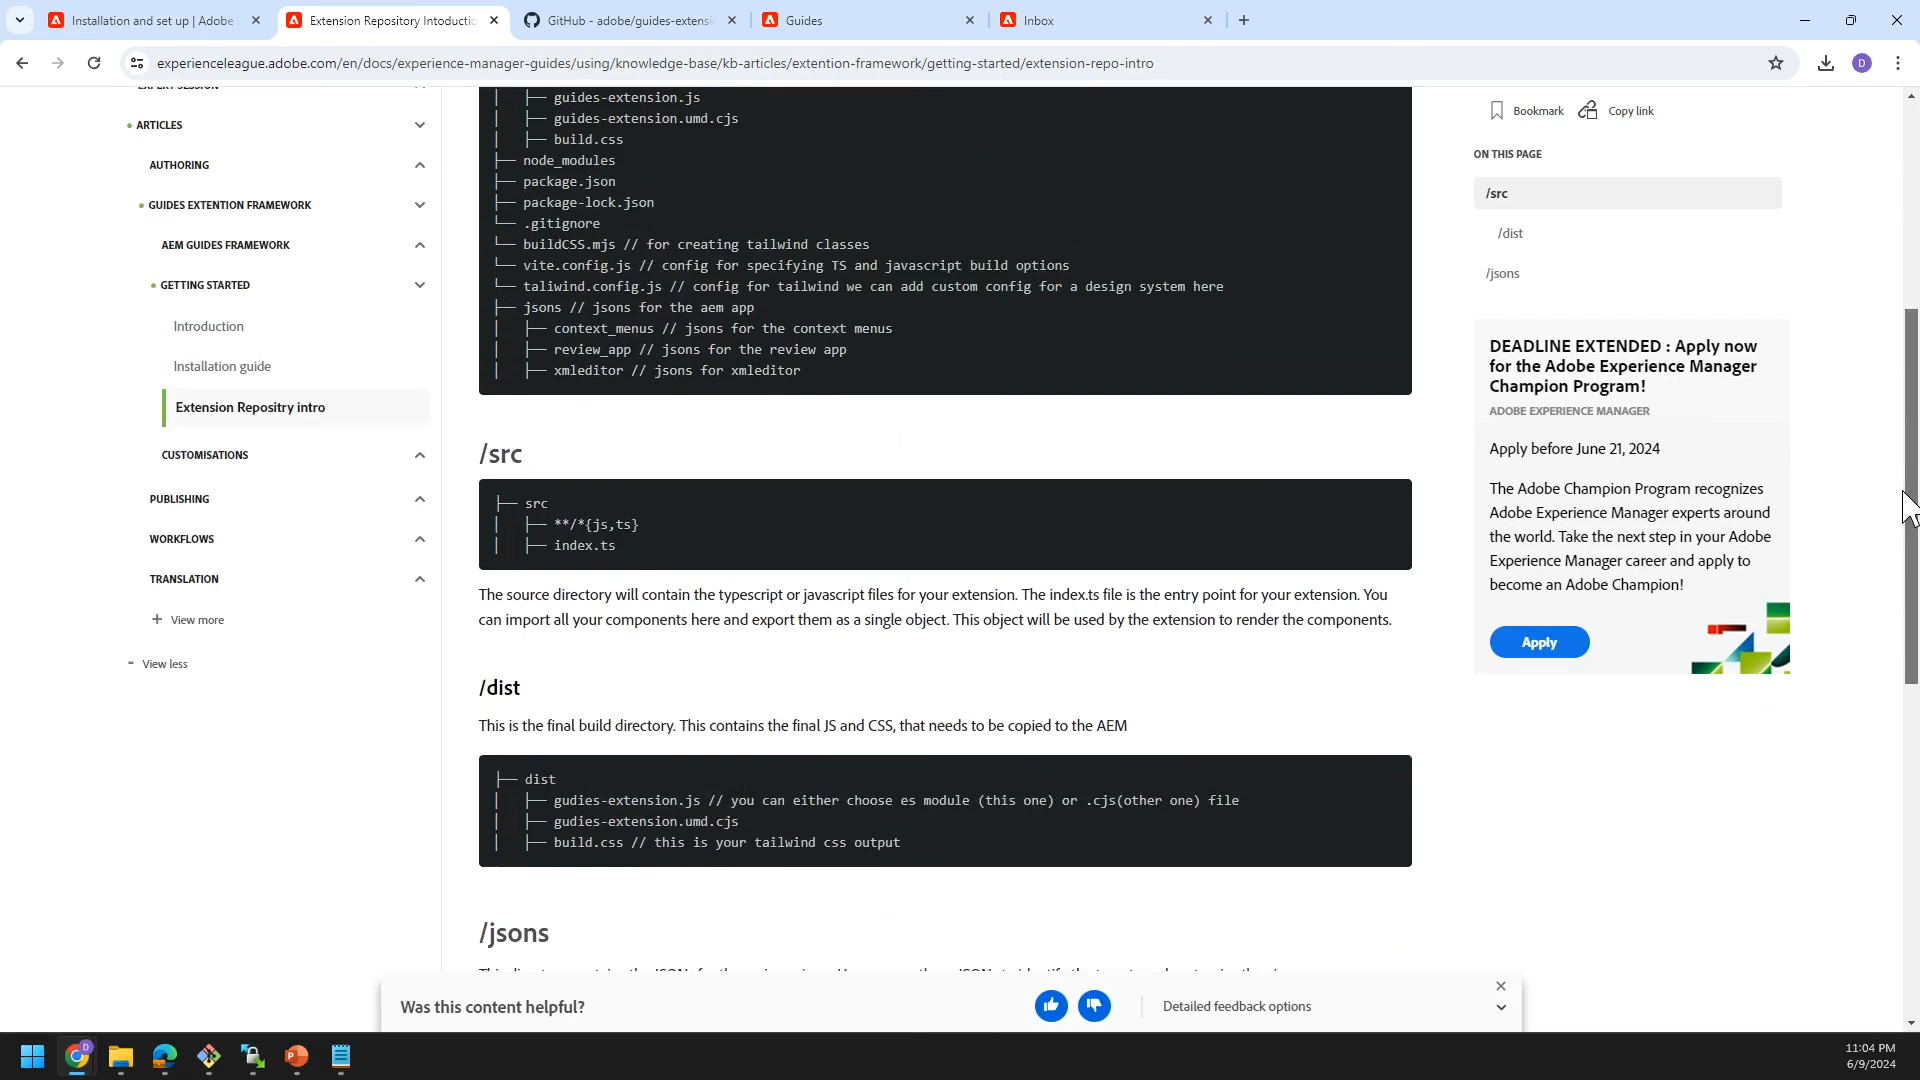 Installation and set up | Adobe
Extension Repository Intoductio
GitHub - adobe/guides-extensi
Guides
Inbox
experienceleague.adobe.com/en/docs/experience-manager-guides/using/knowledge-base/kb-articles/extention-framework/getting-started/extension-repo-intro
EXPERT SESSION
ARTICLES
AUTHORING
GUIDES EXTENTION FRAMEWORK
AEM GUIDES FRAMEWORK
GETTING STARTED
Introduction
Installation guide
Extension Repositry intro
CUSTOMISATIONS
PUBLISHING
WORKFLOWS
TRANSLATION
+ View more
- View less
│   ├── guides-extension.js
│   ├── guides-extension.umd.cjs
│   ├── build.css
├── node_modules
├── package.json
├── package-lock.json
└── .gitignore
└── buildCSS.mjs // for creating tailwind classes
└── vite.config.js // config for specifying TS and javascript build options
└── taliwind.config.js // config for tailwind we can add custom config for a design system here
├── jsons // jsons for the aem app
│   ├── context_menus // jsons for the context menus
│   ├── review_app // jsons for the review app
│   ├── xmleditor // jsons for xmleditor
/src
├── src
│   ├── **/*{js,ts}
│   ├── index.ts
The source directory will contain the typescript or javascript files for your extension. The index.ts file is the entry point for your extension. You
can import all your components here and export them as a single object. This object will be used by the extension to render the components.
/dist
This is the final build directory. This contains the final JS and CSS, that needs to be copied to the AEM
├── dist
│   ├── gudies-extension.js // you can either choose es module (this one) or .cjs(other one) file
│   ├── gudies-extension.umd.cjs
│   ├── build.css // this is your tailwind css output
/jsons
Bookmark
Copy link
ON THIS PAGE
/src
/dist
/jsons
DEADLINE EXTENDED : Apply now
for the Adobe Experience Manager
Champion Program!
ADOBE EXPERIENCE MANAGER
Apply before June 21, 2024
The Adobe Champion Program recognizes
Adobe Experience Manager experts around
the world. Take the next step in your Adobe
Experience Manager career and apply to
become an Adobe Champion!
Apply
Was this content helpful?
Detailed feedback options
11:04 PM
6/9/2024